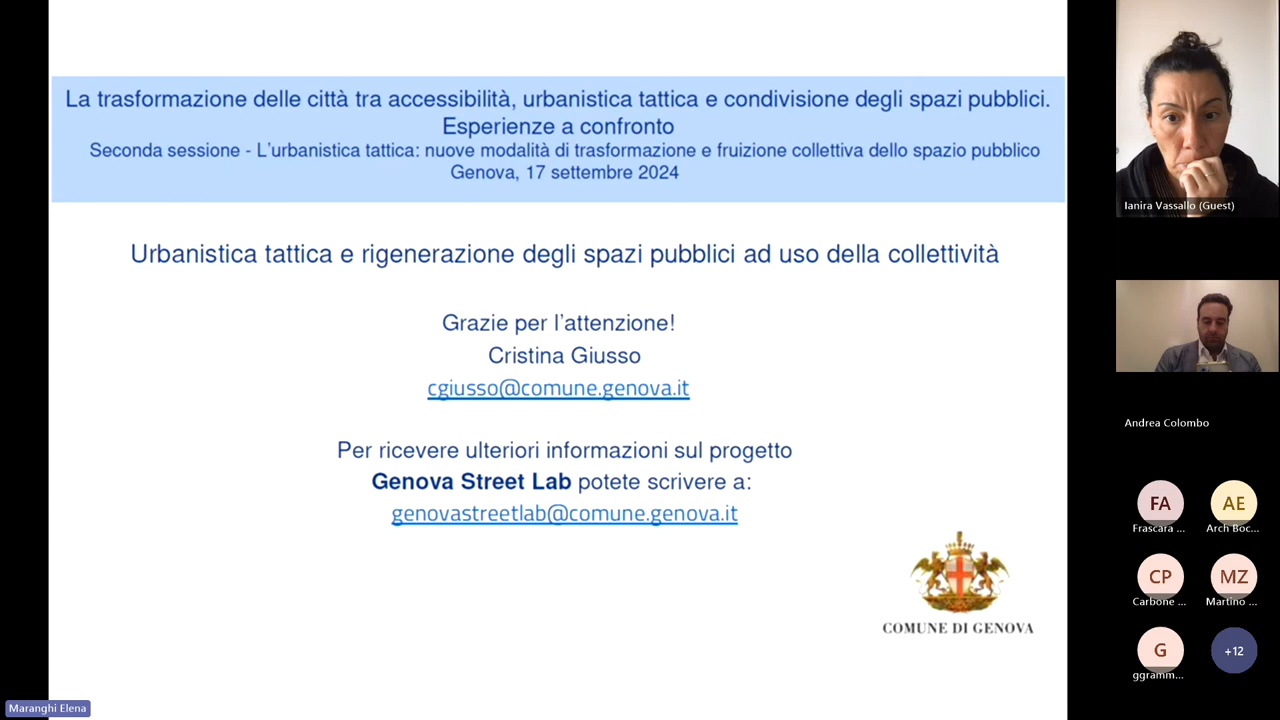 La trasformazione delle città tra accessibilità, urbanistica tattica e condivisione degli spazi pubblici.
Esperienze a confronto
Seconda sessione - L'urbanistica tattica: nuove modalità di trasformazione e fruizione collettiva dello spazio pubblico
Genova, 17 settembre 2024
Urbanistica tattica e rigenerazione degli spazi pubblici ad uso della collettività
Grazie per l'attenzione!
Cristina Giusso
cgiusso@comune.genova.it
Per ricevere ulteriori informazioni sul progetto
Genova Street Lab potete scrivere a:
genovastreetlab@comune.genova.it
COMUNE DI GENOVA
Maranghi Elena
Ianira Vassallo (Guest)
Andrea Colombo
FA
Frascara ...
AE
Arch Boc...
CP
Carbone ...
MZ
Martino ...
G
ggramm...
+12